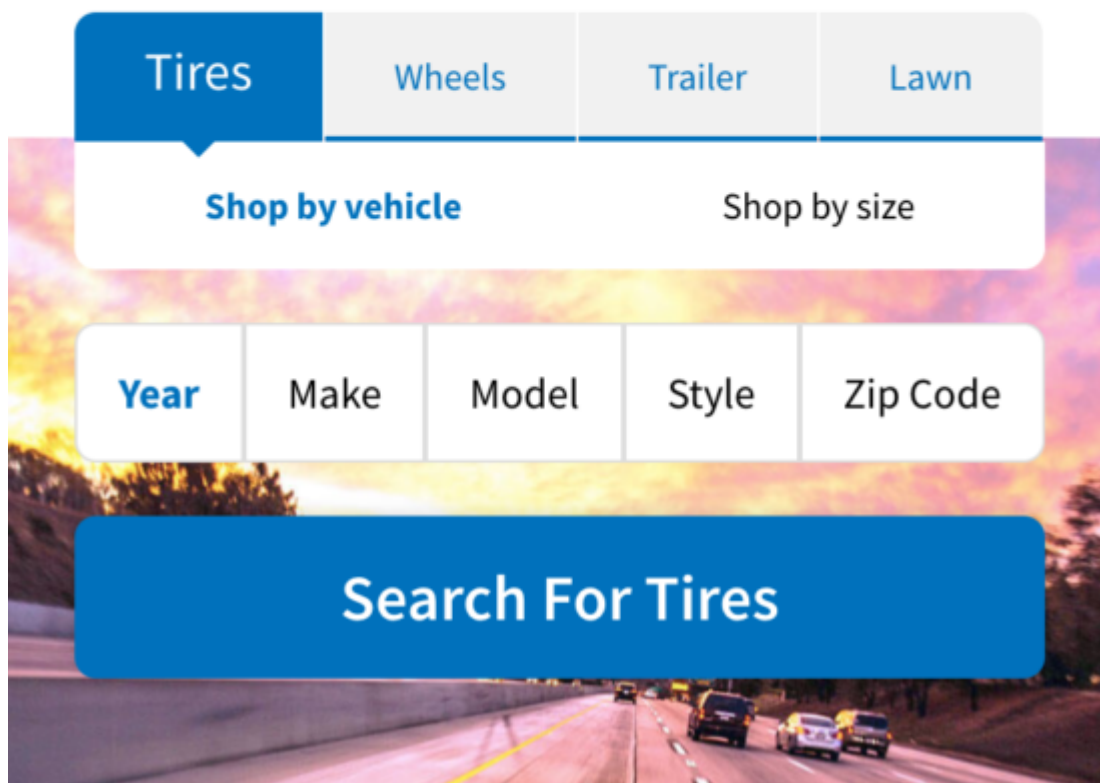 Tires Wheels Trailer Lawn
Shop by vehicle Shop by size
Year Make Model Style Zip Code
Search For Tires